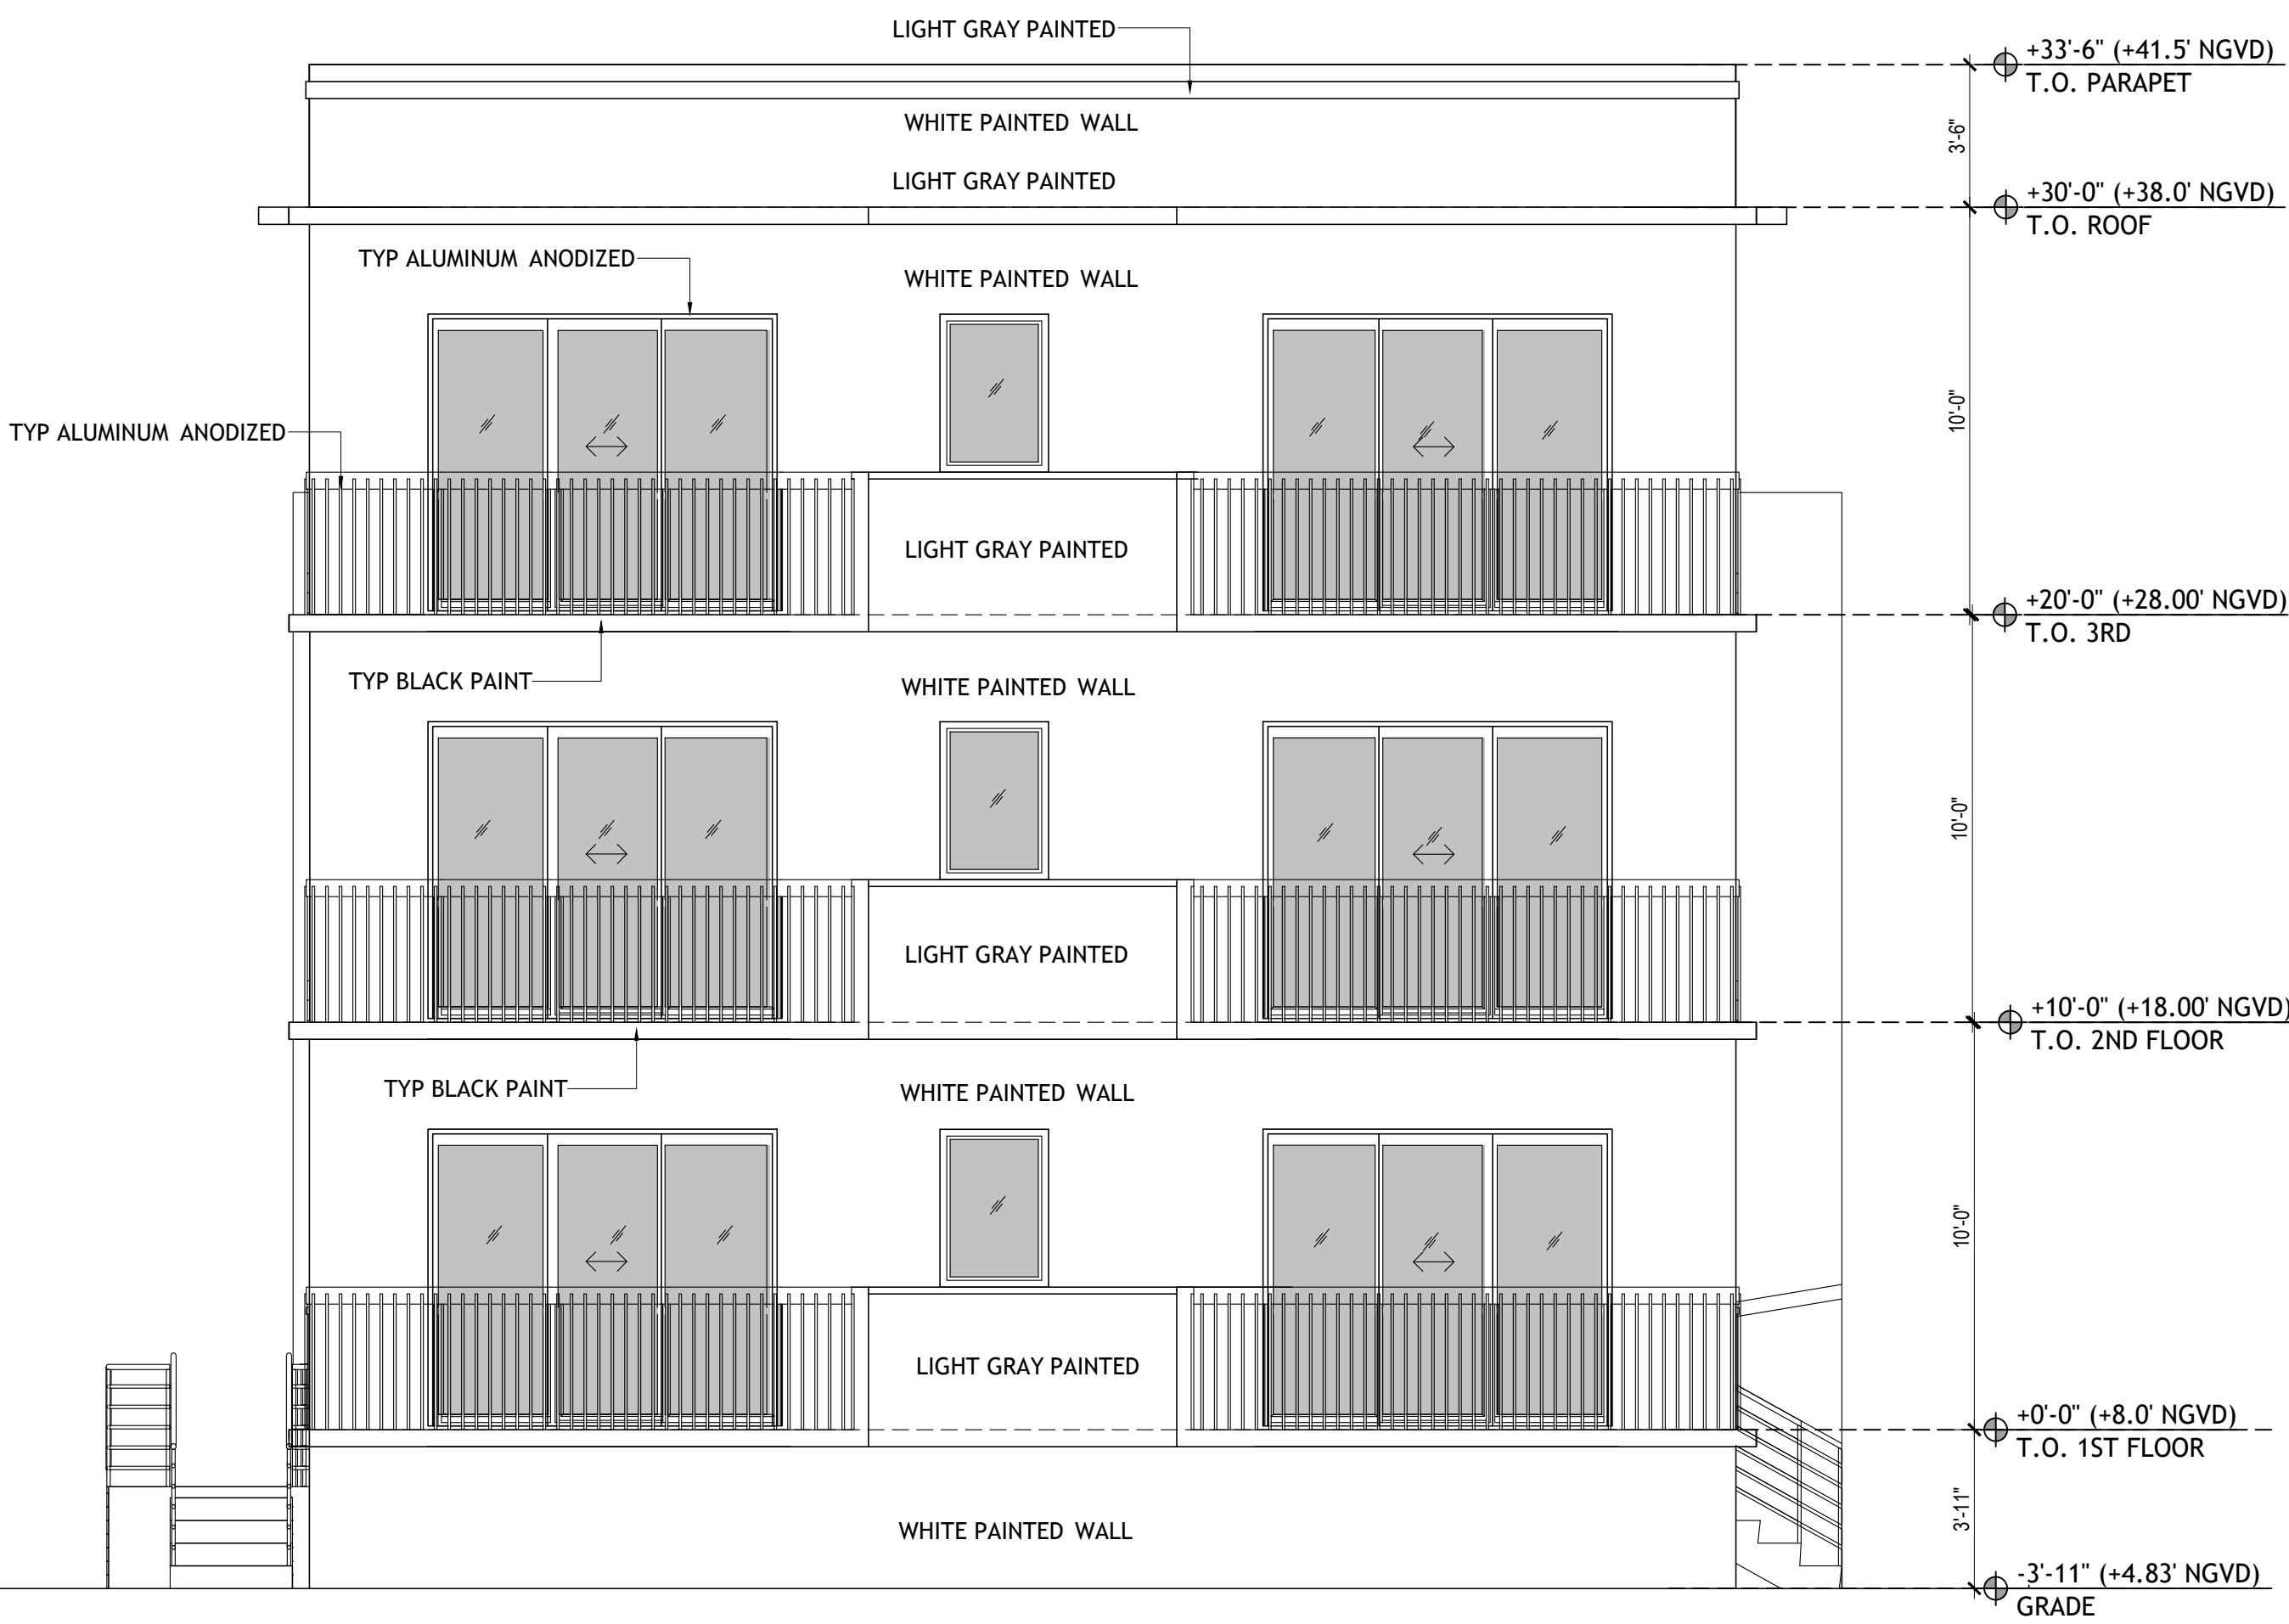 LIGHT GRAY PAINTED
+33'-6" (+41.5' NGVD)
T.O. PARAPET
WHITE PAINTED WALL
3'-6"
LIGHT GRAY PAINTED
+30'-0" (+38.0' NGVD)
T.O. ROOF
TYP ALUMINUM ANODIZED
WHITE PAINTED WALL
10'-0"
TYP ALUMINUM ANODIZED
LIGHT GRAY PAINTED
+20'-0" (+28.00' NGVD)
T.O. 3RD
TYP BLACK PAINT
WHITE PAINTED WALL
10'-0"
LIGHT GRAY PAINTED
+10'-0" (+18.00' NGVD)
T.O. 2ND FLOOR
TYP BLACK PAINT
WHITE PAINTED WALL
10'-0"
LIGHT GRAY PAINTED
+0'-0" (+8.0' NGVD)
T.O. 1ST FLOOR
3'-11"
WHITE PAINTED WALL
-3'-11" (+4.83' NGVD)
GRADE